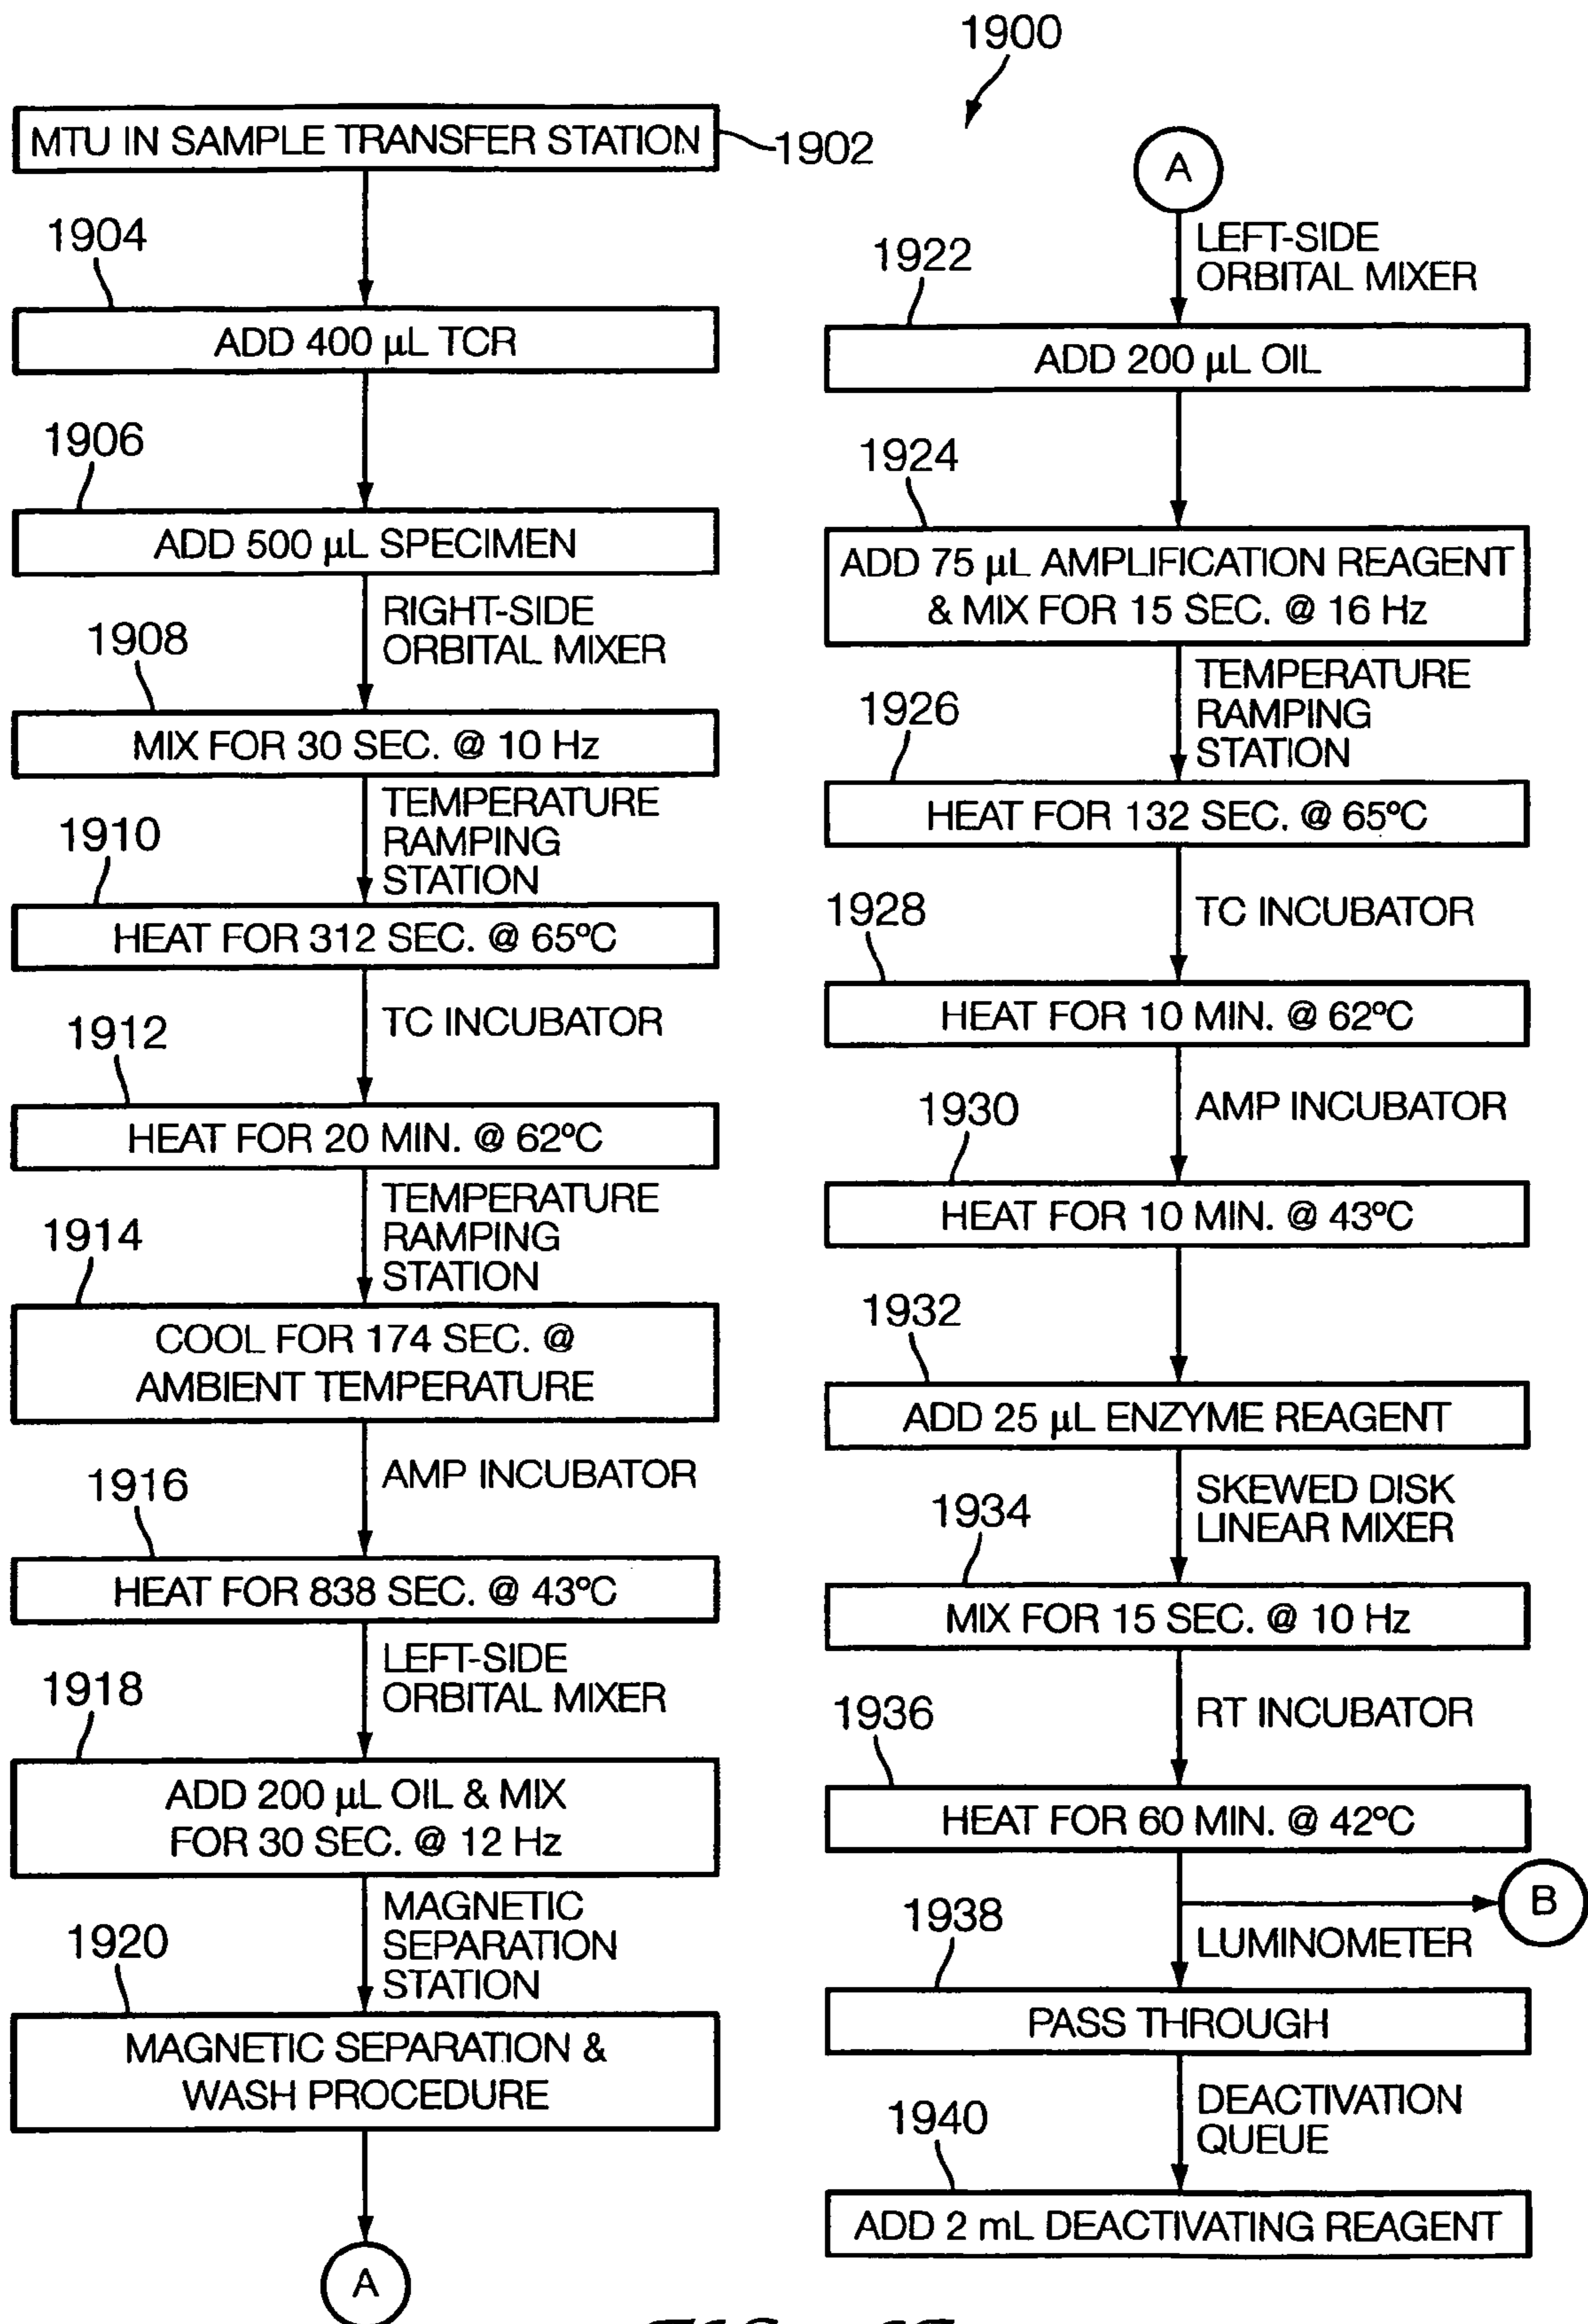 1900
MTU IN SAMPLE TRANSFER STATION
1902
1904
ADD 400 µL TCR
1906
ADD 500 µL SPECIMEN
RIGHT-SIDE
ORBITAL MIXER
1908
MIX FOR 30 SEC. @ 10 Hz
TEMPERATURE
RAMPING
STATION
1910
HEAT FOR 312 SEC. @ 65°C
TC INCUBATOR
1912
HEAT FOR 20 MIN. @ 62°C
TEMPERATURE
RAMPING
STATION
1914
COOL FOR 174 SEC. @
AMBIENT TEMPERATURE
AMP INCUBATOR
1916
HEAT FOR 838 SEC. @ 43°C
LEFT-SIDE
ORBITAL MIXER
1918
ADD 200 µL OIL & MIX
FOR 30 SEC. @ 12 Hz
MAGNETIC
SEPARATION
STATION
1920
MAGNETIC SEPARATION &
WASH PROCEDURE
A
A
LEFT-SIDE
ORBITAL MIXER
1922
ADD 200 µL OIL
1924
ADD 75 µL AMPLIFICATION REAGENT
& MIX FOR 15 SEC. @ 16 Hz
TEMPERATURE
RAMPING
STATION
1926
HEAT FOR 132 SEC. @ 65°C
TC INCUBATOR
1928
HEAT FOR 10 MIN. @ 62°C
AMP INCUBATOR
1930
HEAT FOR 10 MIN. @ 43°C
1932
ADD 25 µL ENZYME REAGENT
SKEWED DISK
LINEAR MIXER
1934
MIX FOR 15 SEC. @ 10 Hz
RT INCUBATOR
1936
HEAT FOR 60 MIN. @ 42°C
B
LUMINOMETER
1938
PASS THROUGH
DEACTIVATION
QUEUE
1940
ADD 2 mL DEACTIVATING REAGENT